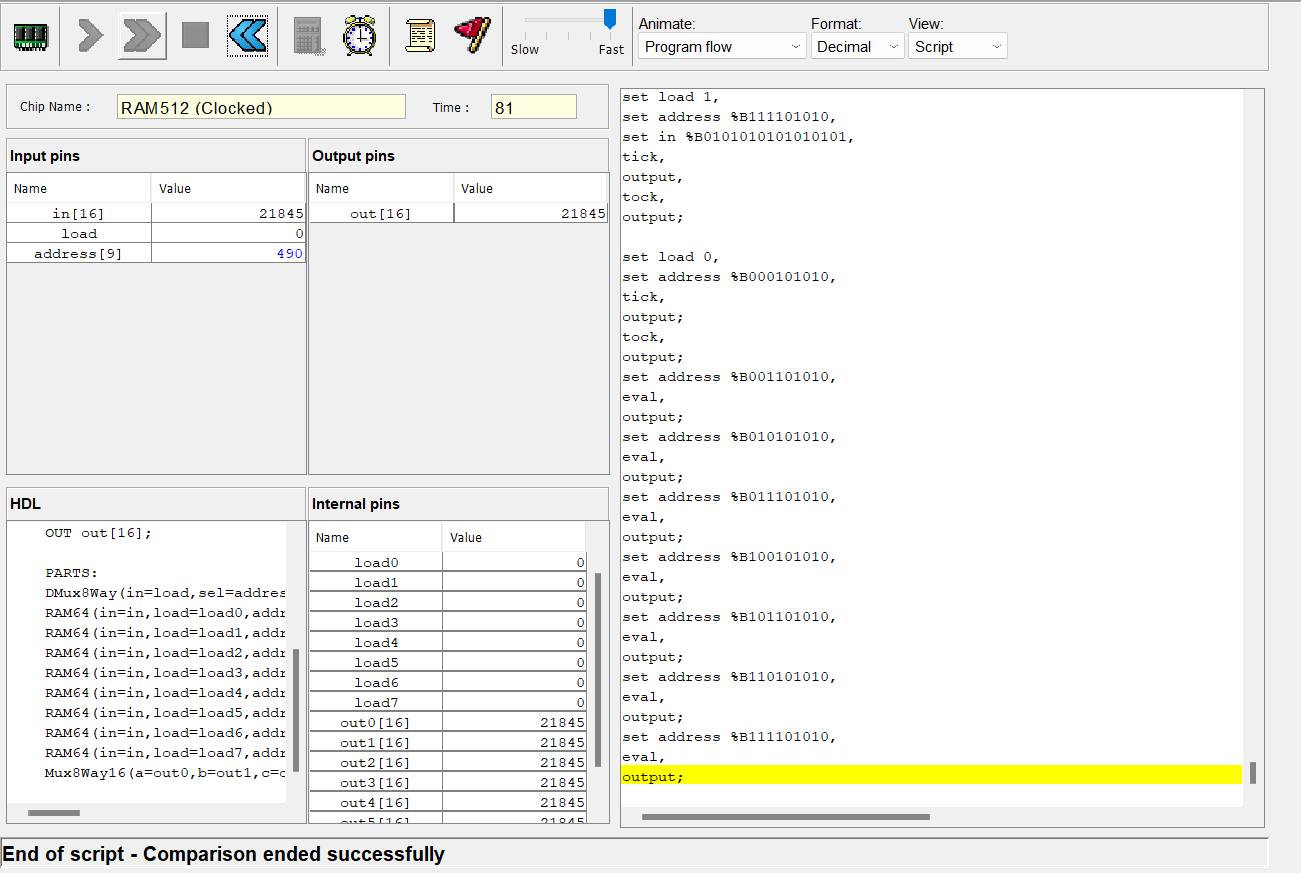 Slow
Fast
Animate:
Program flow
Format:
Decimal
View:
Script
Chip Name :
RAM512 (Clocked)
Time :
81
Input pins
Name Value
in[16] 21845
load 0
address[9] 490
Output pins
Name Value
out[16] 21845
HDL
OUT out[16];
PARTS:
DMux8Way(in=load,sel=addres
RAM64(in=in,load=load0,addr
RAM64(in=in,load=load1,addr
RAM64(in=in,load=load2,addr
RAM64(in=in,load=load3,addr
RAM64(in=in,load=load4,addr
RAM64(in=in,load=load5,addr
RAM64(in=in,load=load6,addr
RAM64(in=in,load=load7,addr
Mux8Way16(a=out0,b=out1,c=
Internal pins
Name Value
load0 0
load1 0
load2 0
load3 0
load4 0
load5 0
load6 0
load7 0
out0[16] 21845
out1[16] 21845
out2[16] 21845
out3[16] 21845
out4[16] 21845
out5[16] 21845
set load 1,
set address %B111101010,
set in %B0101010101010101,
tick,
output,
tock,
output;
set load 0,
set address %B000101010,
tick,
output;
tock,
output;
set address %B001101010,
eval,
output;
set address %B010101010,
eval,
output;
set address %B011101010,
eval,
output;
set address %B100101010,
eval,
output;
set address %B101101010,
eval,
output;
set address %B110101010,
eval,
output;
set address %B111101010,
eval,
output;
End of script - Comparison ended successfully